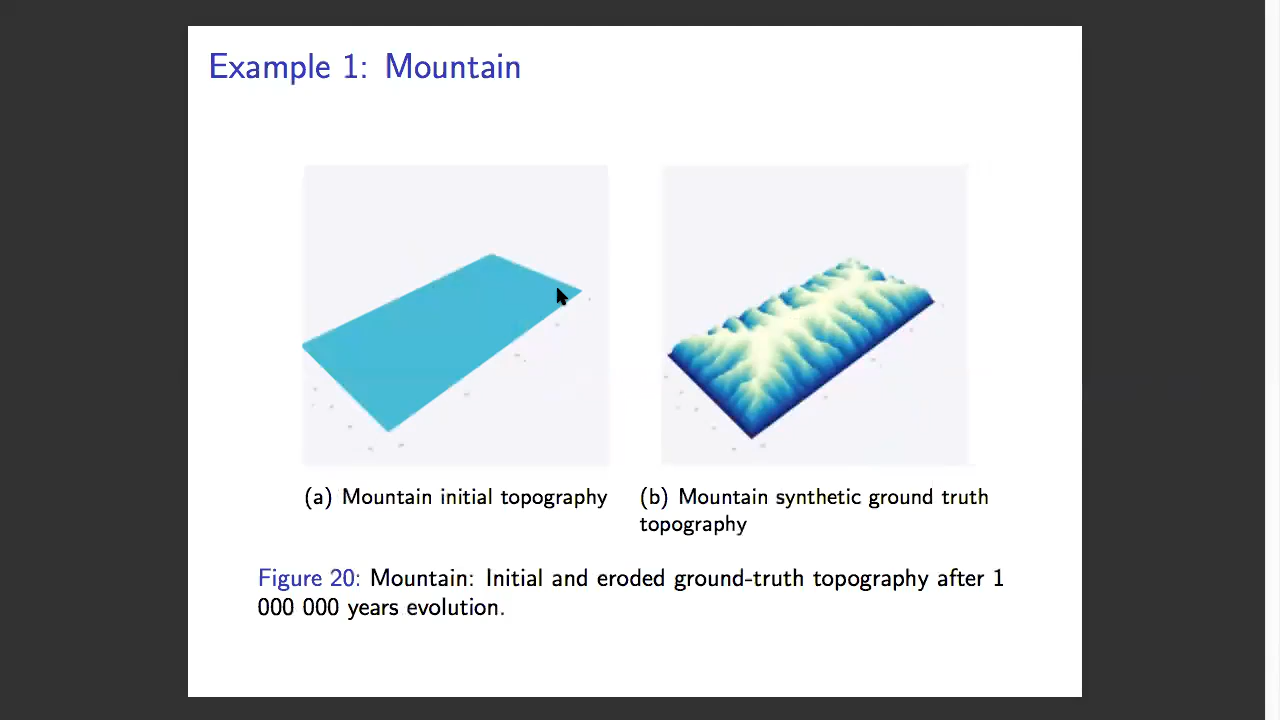 Example 1: Mountain
(a) Mountain initial topography
(b) Mountain synthetic ground truth
topography
Figure 20: Mountain: Initial and eroded ground-truth topography after 1
000 000 years evolution.